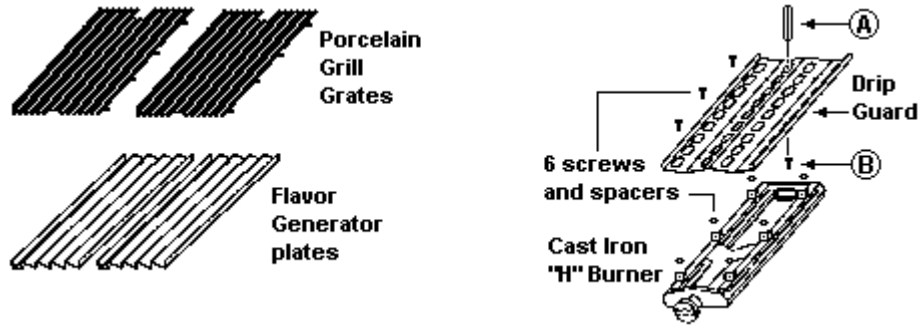 Porcelain
Grill
Grates
Flavor
Generator
plates
A
Drip
Guard
6 screws
and spacers
B
Cast Iron
"H" Burner